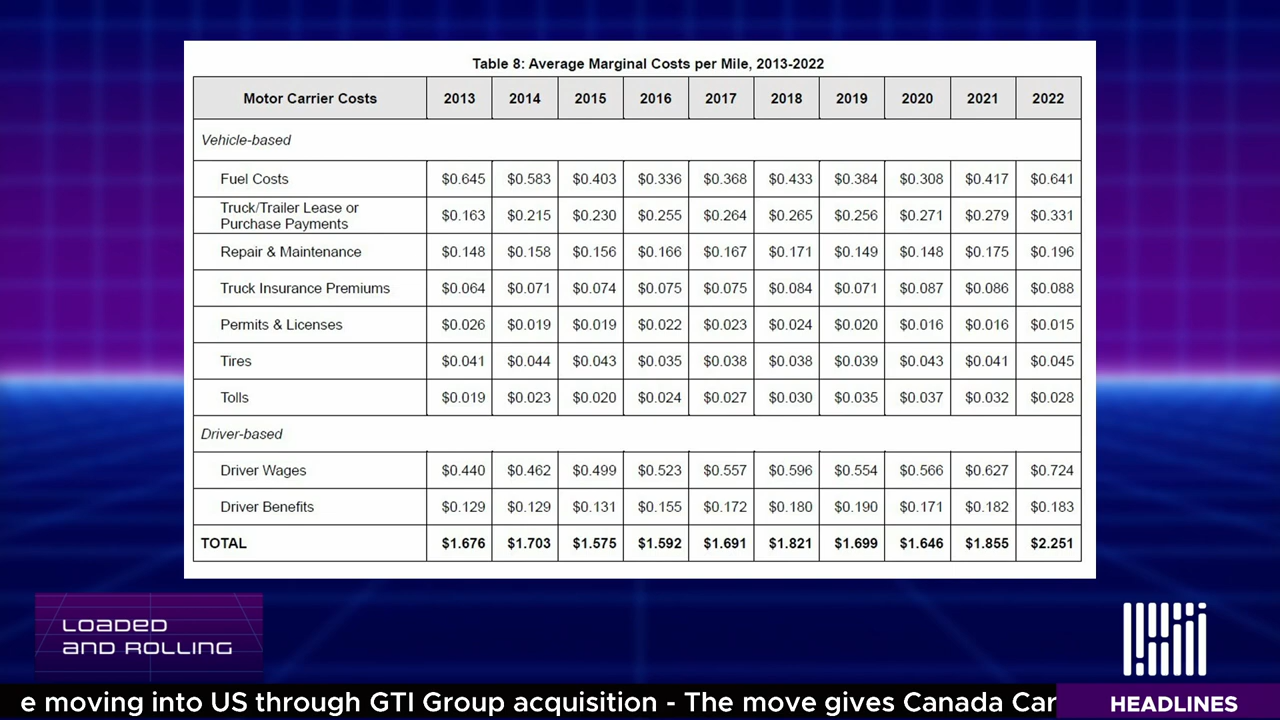 Table 8: Average Marginal Costs per Mile, 2013-2022
Motor Carrier Costs 2013 2014 2015 2016 2017 2018 2019 2020 2021 2022
Vehicle-based
Fuel Costs $0.645 $0.583 $0.403 $0.336 $0.368 $0.433 $0.384 $0.308 $0.417 $0.641
Truck/Trailer Lease or
Purchase Payments $0.163 $0.215 $0.230 $0.255 $0.264 $0.265 $0.256 $0.271 $0.279 $0.331
Repair & Maintenance $0.148 $0.158 $0.156 $0.166 $0.167 $0.171 $0.149 $0.148 $0.175 $0.196
Truck Insurance Premiums $0.064 $0.071 $0.074 $0.075 $0.075 $0.084 $0.071 $0.087 $0.086 $0.088
Permits & Licenses $0.026 $0.019 $0.019 $0.022 $0.023 $0.024 $0.020 $0.016 $0.016 $0.015
Tires $0.041 $0.044 $0.043 $0.035 $0.038 $0.038 $0.039 $0.043 $0.041 $0.045
Tolls $0.019 $0.023 $0.020 $0.024 $0.027 $0.030 $0.035 $0.037 $0.032 $0.028
Driver-based
Driver Wages $0.440 $0.462 $0.499 $0.523 $0.557 $0.596 $0.554 $0.566 $0.627 $0.724
Driver Benefits $0.129 $0.129 $0.131 $0.155 $0.172 $0.180 $0.190 $0.171 $0.182 $0.183
TOTAL $1.676 $1.703 $1.575 $1.592 $1.691 $1.821 $1.699 $1.646 $1.855 $2.251
LOADED
AND ROLLING
e moving into US through GTI Group acquisition - The move gives Canada Car
HEADLINES